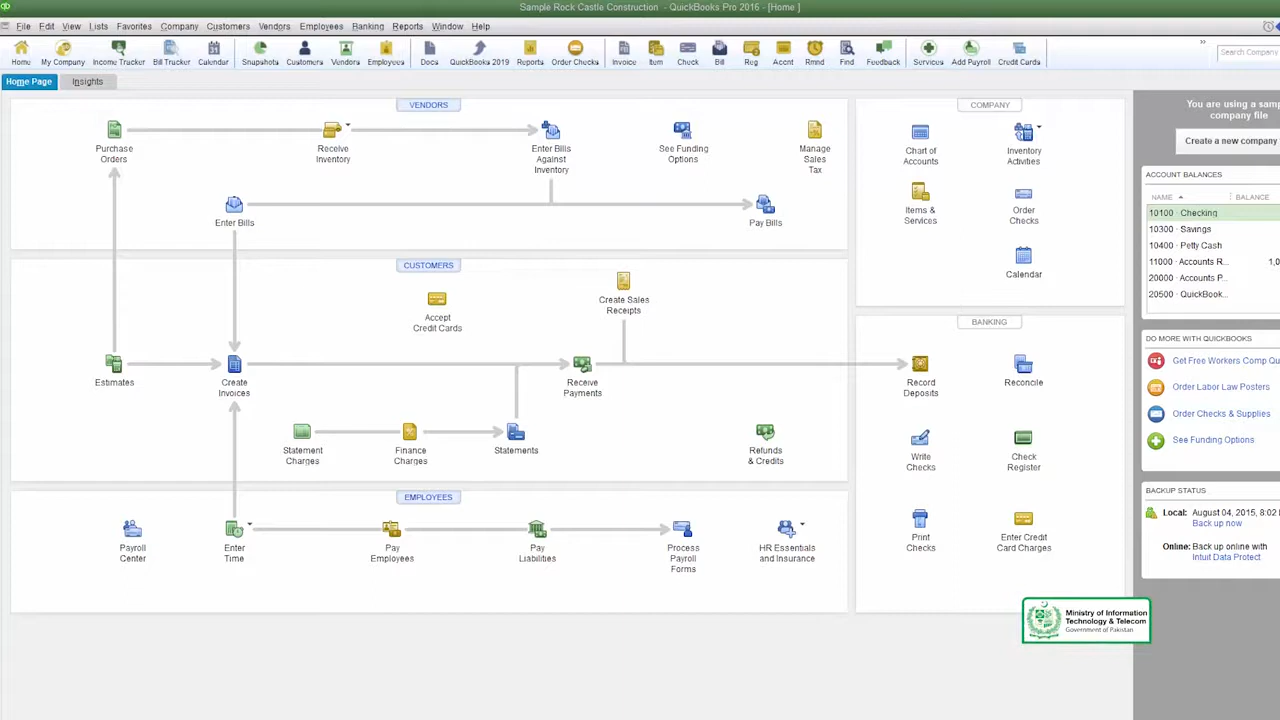 Sample Rock Castle Construction - QuickBooks Pro 2016 - [Home ]
File Edit View Lists Favorites Company Customers Vendors Employees Banking Reports Window Help
Home My Company Income Tracker Bill Tracker Calendar Snapshots Customers Vendors Employees Docs QuickBooks 2019 Reports Order Checks Invoice Item Check Bill Reg Accnt Rmnd Find Feedback Services Add Payroll Credit Cards
Search Company
Home Page Insights
VENDORS
Purchase
Orders
Receive
Inventory
Enter Bills
Against
Inventory
See Funding
Options
Manage
Sales
Tax
Enter Bills
Pay Bills
CUSTOMERS
Accept
Credit Cards
Create Sales
Receipts
Estimates
Create
Invoices
Receive
Payments
Statement
Charges
Finance
Charges
Statements
Refunds
& Credits
EMPLOYEES
Payroll
Center
Enter
Time
Pay
Employees
Pay
Liabilities
Process
Payroll
Forms
HR Essentials
and Insurance
COMPANY
Chart of
Accounts
Inventory
Activities
Items &
Services
Order
Checks
Calendar
BANKING
Record
Deposits
Reconcile
Write
Checks
Check
Register
Print
Checks
Enter Credit
Card Charges
You are using a sam
company file
Create a new company
ACCOUNT BALANCES
NAME BALANCE
10100 · Checking
10300 · Savings
10400 · Petty Cash
11000 · Accounts R... 1,0
20000 · Accounts P...
20500 · QuickBook...
DO MORE WITH QUICKBOOKS
Get Free Workers Comp Qu
Order Labor Law Posters
Order Checks & Supplies
See Funding Options
BACKUP STATUS
Local: August 04, 2015, 8:02
Back up now
Online: Back up online with
Intuit Data Protect
Ministry of Information
Technology & Telecom
Government of Pakistan